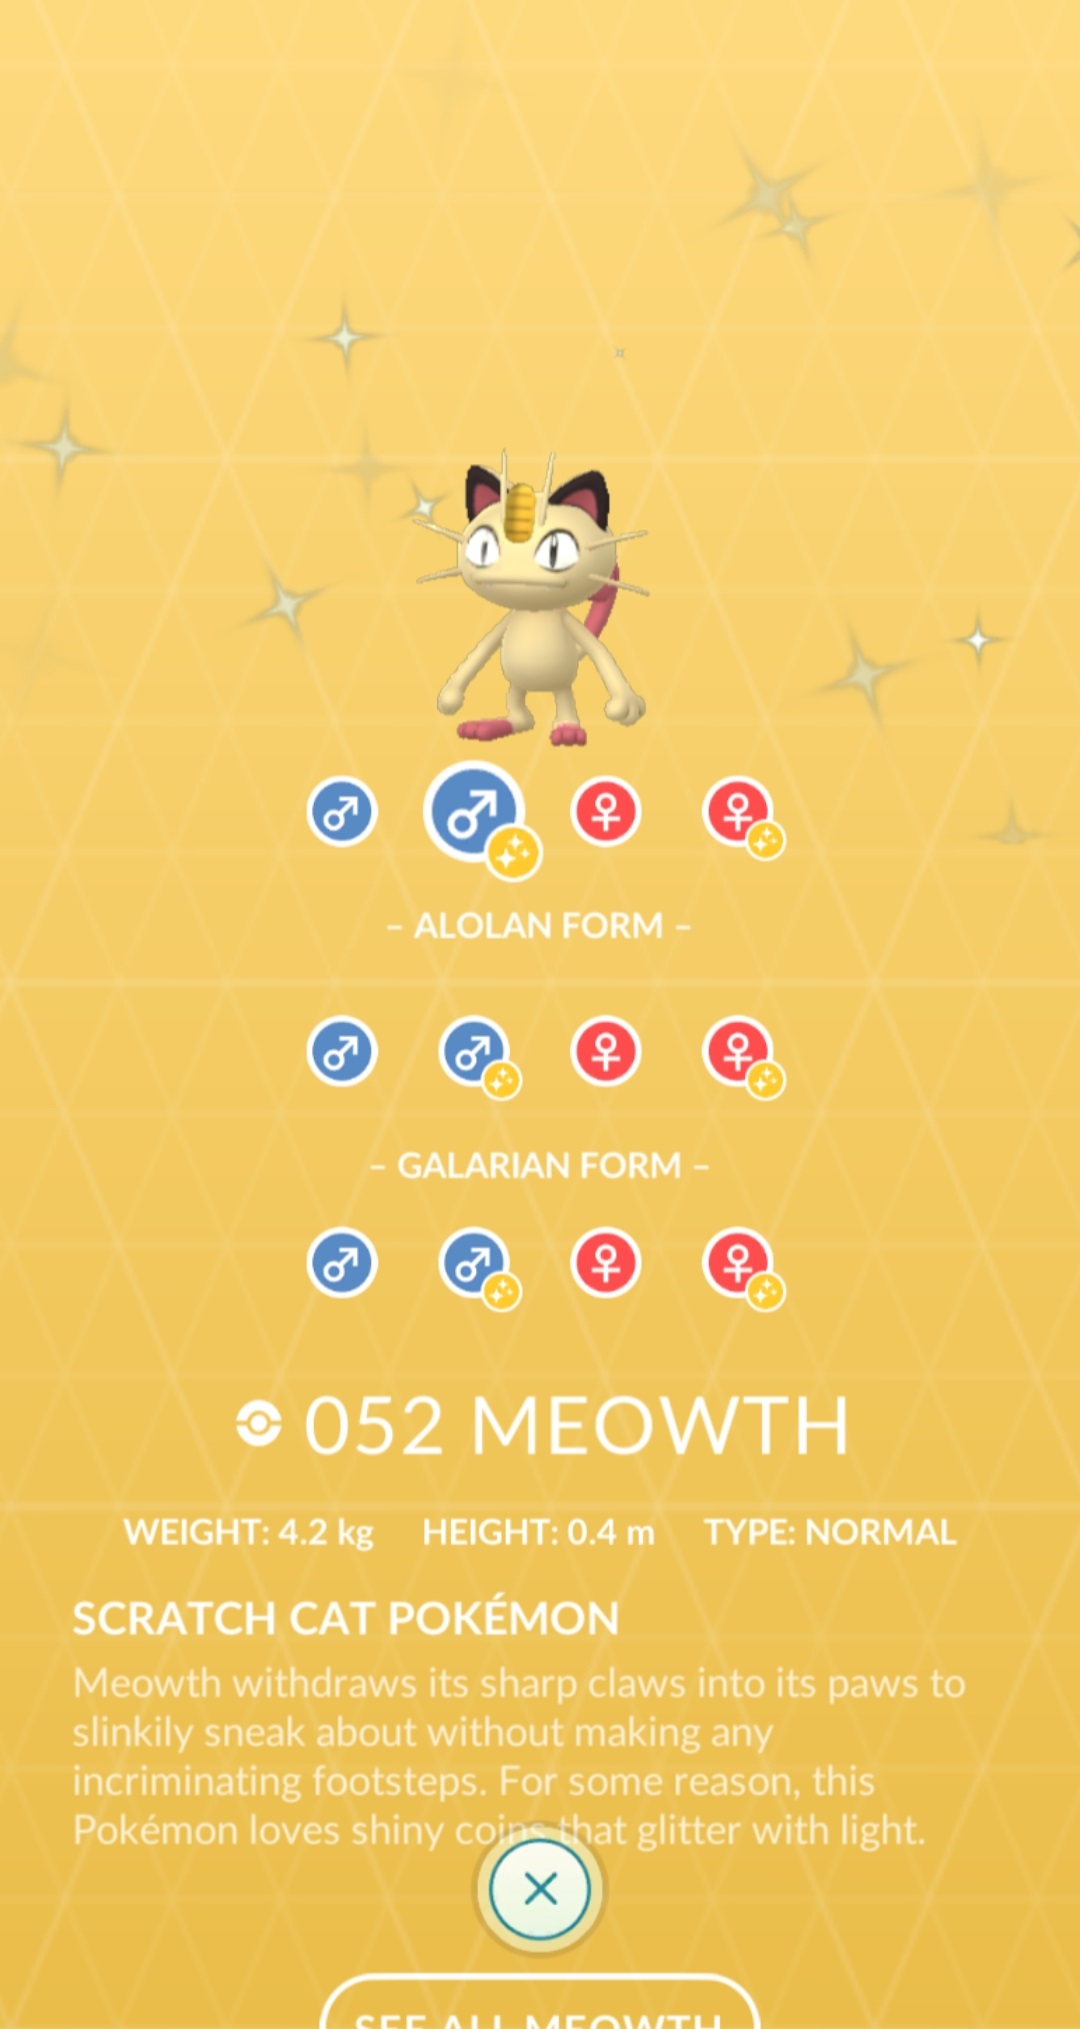 – ALOLAN FORM –
– GALARIAN FORM –
052 MEOWTH
WEIGHT: 4.2 kg HEIGHT: 0.4 m TYPE: NORMAL
SCRATCH CAT POKÉMON
Meowth withdraws its sharp claws into its paws to
slinkily sneak about without making any
incriminating footsteps. For some reason, this
Pokémon loves shiny coins that glitter with light.
SEE ALL MEOWTH